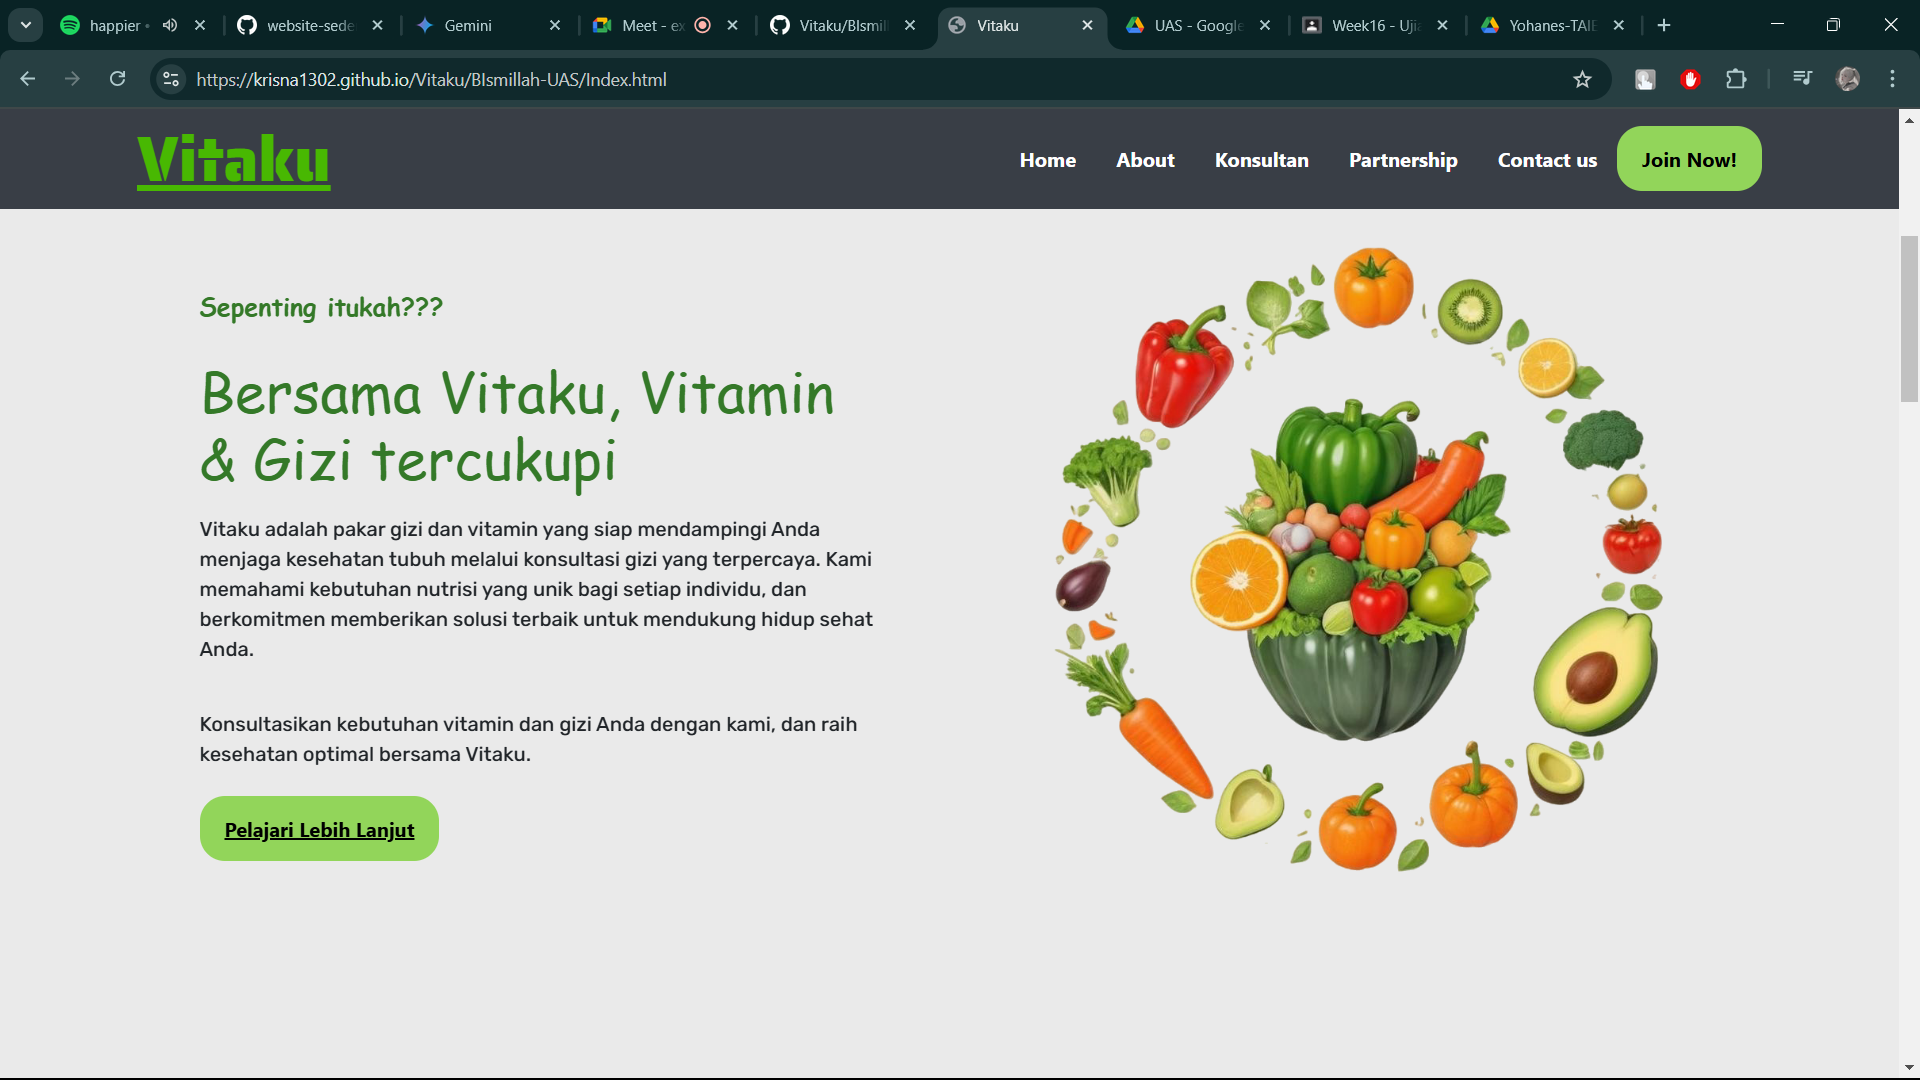 happier •
website-sede
Gemini
Meet - ex
Vitaku/BIsmil
Vitaku
UAS - Google
Week16 - Uji
Yohanes-TAIE
https://krisna1302.github.io/Vitaku/BIsmillah-UAS/Index.html
Vitaku
Home
About
Konsultan
Partnership
Contact us
Join Now!
Sepenting itukah???
Bersama Vitaku, Vitamin
& Gizi tercukupi
Vitaku adalah pakar gizi dan vitamin yang siap mendampingi Anda
menjaga kesehatan tubuh melalui konsultasi gizi yang terpercaya. Kami
memahami kebutuhan nutrisi yang unik bagi setiap individu, dan
berkomitmen memberikan solusi terbaik untuk mendukung hidup sehat
Anda.
Konsultasikan kebutuhan vitamin dan gizi Anda dengan kami, dan raih
kesehatan optimal bersama Vitaku.
Pelajari Lebih Lanjut